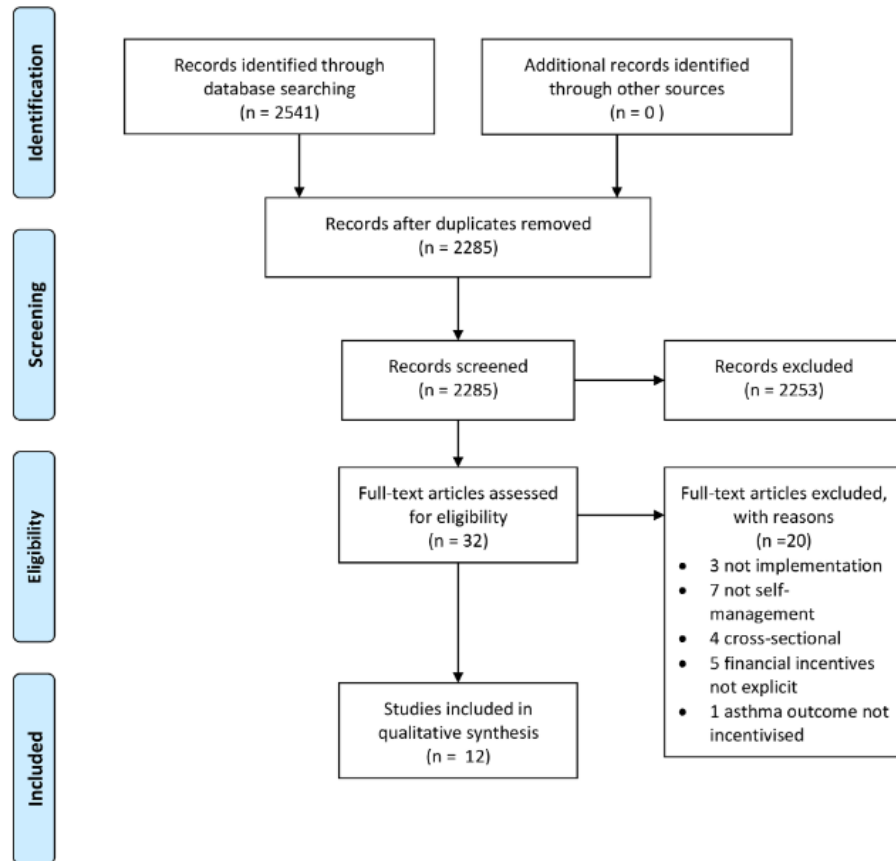 Identification
Records identified through
database searching
(n = 2541)
Additional records identified
through other sources
(n = 0 )
Records after duplicates removed
(n = 2285)
Screening
Records screened
(n = 2285)
Records excluded
(n = 2253)
Eligibility
Full-text articles assessed
for eligibility
(n = 32)
Full-text articles excluded,
with reasons
(n =20)
• 3 not implementation
• 7 not self-
management
• 4 cross-sectional
• 5 financial incentives
not explicit
• 1 asthma outcome not
incentivised
Included
Studies included in
qualitative synthesis
(n = 12)